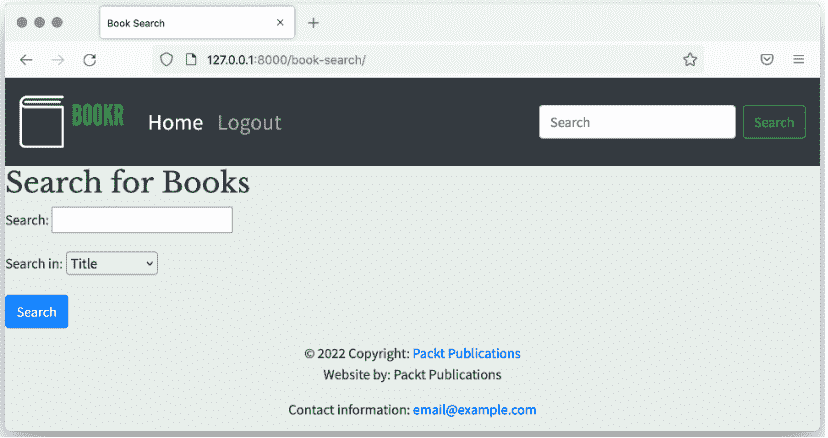 Book Search
127.0.0.1:8000/book-search/
BOOKR Home Logout Search Search
Search for Books
Search:
Search in: Title
Search
© 2022 Copyright: Packt Publications
Website by: Packt Publications
Contact information: email@example.com